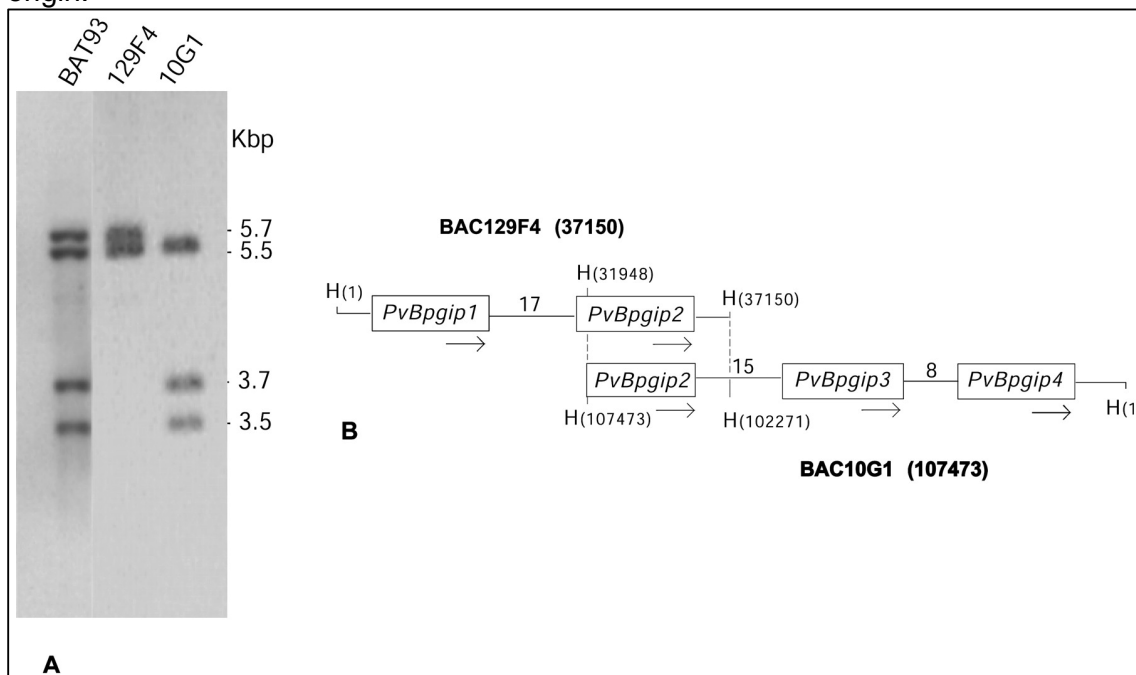 BAT93
129F4
10G1
Kbp
5.7
5.5
3.7
3.5
A
BAC129F4 (37150)
H(31948)
H(1)
H(37150)
PvBpgip1
17
PvBpgip2
PvBpgip2
15
PvBpgip3
8
PvBpgip4
H(107473)
H(102271)
H(1
B
BAC10G1 (107473)